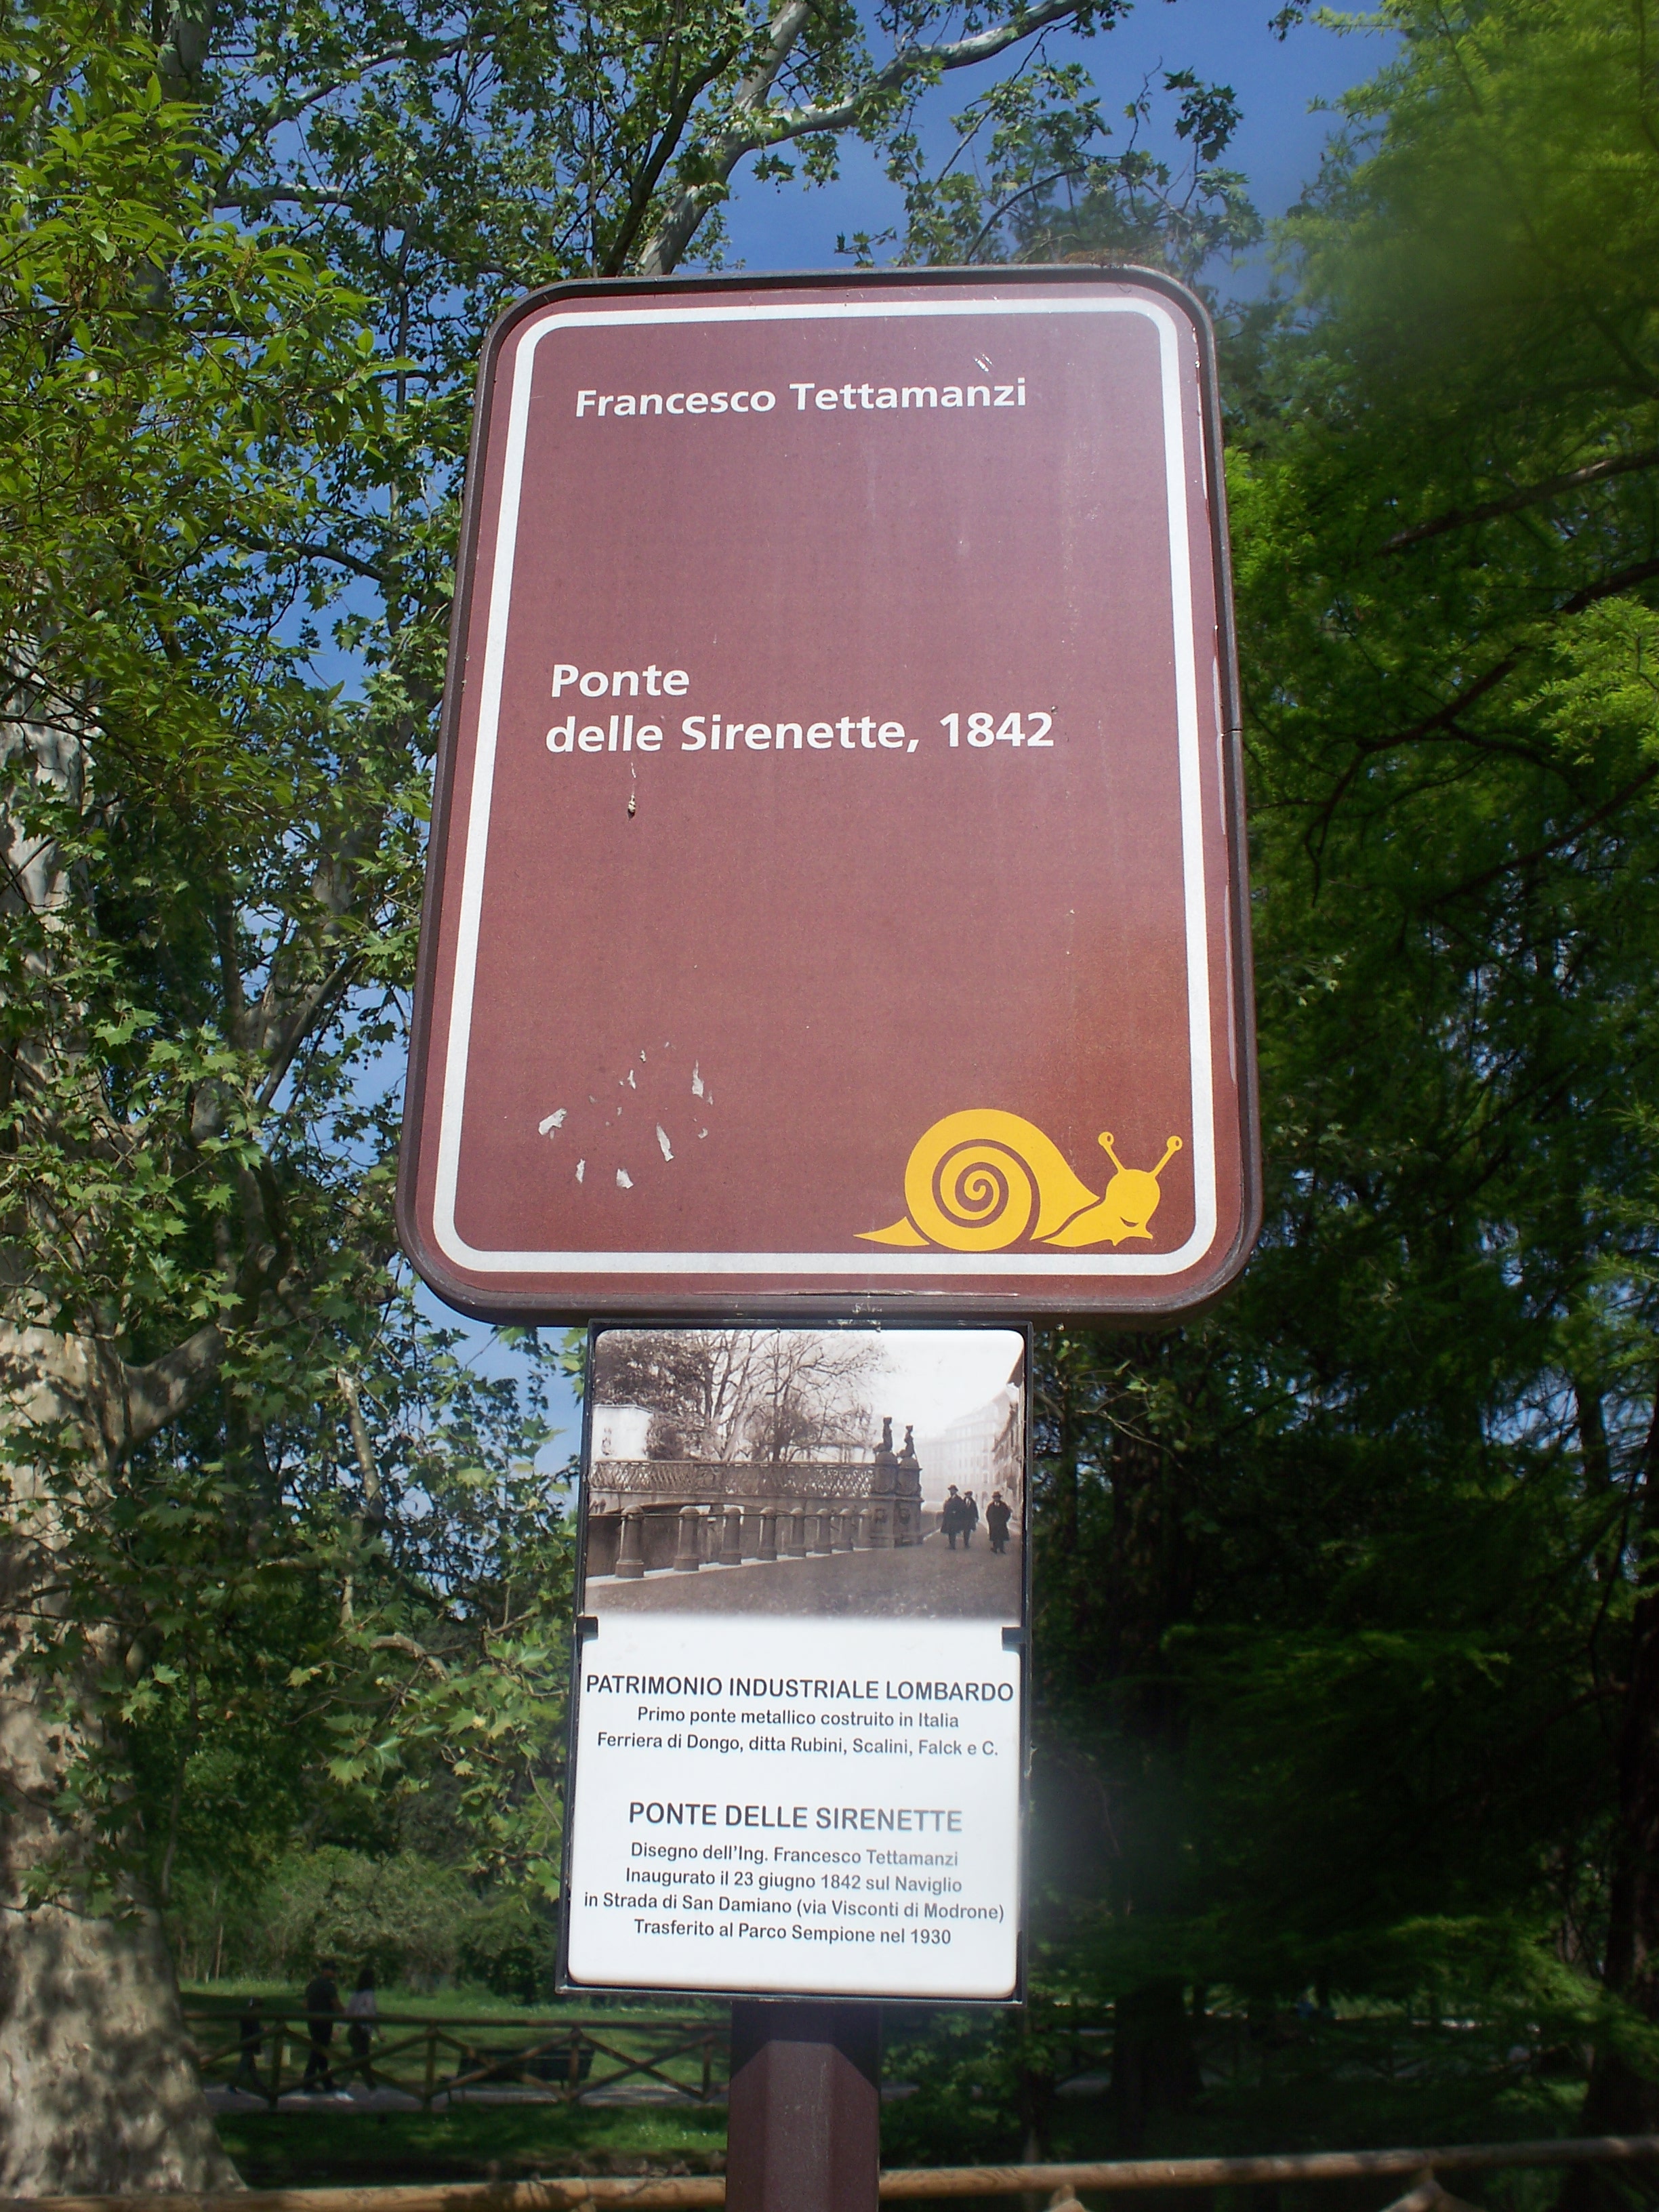 Francesco Tettamanzi
Ponte
delle Sirenette, 1842
PATRIMONIO INDUSTRIALE LOMBARDO
Primo ponte metallico costruito in Italia
Ferriera di Dongo, ditta Rubini, Scalini, Falck e C.
PONTE DELLE SIRENETTE
Disegno dell'Ing. Francesco Tettamanzi
Inaugurato il 23 giugno 1842 sul Naviglio
in Strada di San Damiano (via Visconti di Modrone)
Trasferito al Parco Sempione nel 1930